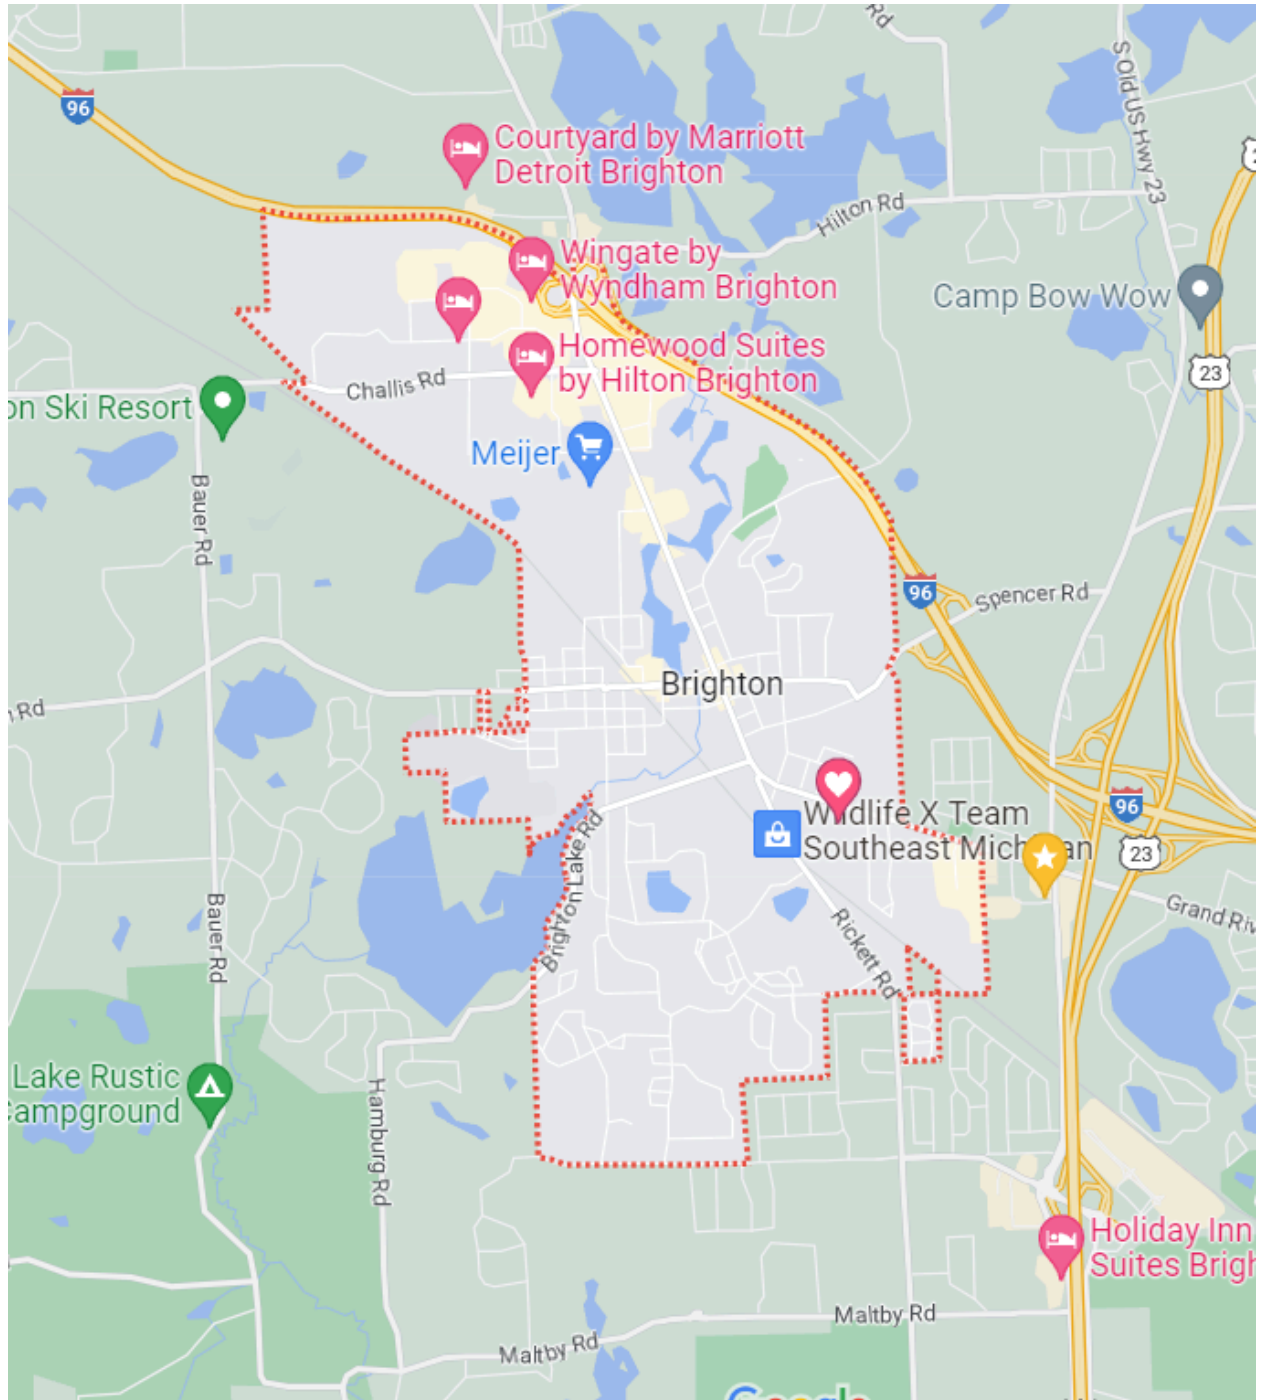 Rd
S Old US Hwy 23
96
Courtyard by Marriott
Detroit Brighton
Hilton Rd
Wingate by
Wyndham Brighton
Camp Bow Wow
Homewood Suites
by Hilton Brighton
23
Challis Rd
on Ski Resort
Meijer
Bauer Rd
96
Spencer Rd
Brighton
Rd
96
Wildlife X Team
Southeast Michigan
23
Brighton Lake Rd
Rickett Rd
Grand Riv
Bauer Rd
Lake Rustic
Campground
Hamburg Rd
Holiday Inn
Suites Brigh
Maltby Rd
Maltby Rd
Google